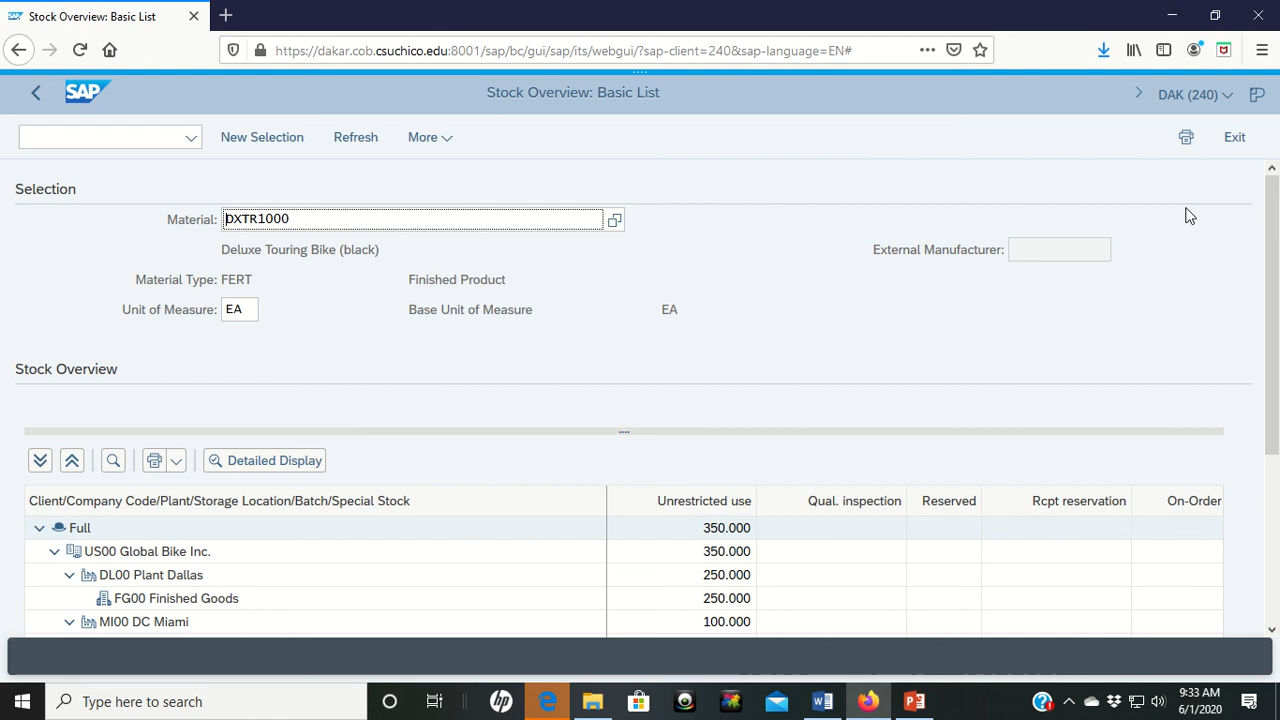 Stock Overview: Basic List
https://dakar.cob.csuchico.edu:8001/sap/bc/gui/sap/its/webgui/?sap-client=240&sap-language=EN#
SAP Stock Overview: Basic List DAK (240)
New Selection Refresh More Exit
Selection
Material: DXTR1000
Deluxe Touring Bike (black) External Manufacturer:
Material Type: FERT Finished Product
Unit of Measure: EA Base Unit of Measure EA
Stock Overview
Detailed Display
Client/Company Code/Plant/Storage Location/Batch/Special Stock Unrestricted use Qual. inspection Reserved Rcpt reservation On-Order
Full 350.000
US00 Global Bike Inc. 350.000
DL00 Plant Dallas 250.000
FG00 Finished Goods 250.000
MI00 DC Miami 100.000
Type here to search
9:33 AM
6/1/2020